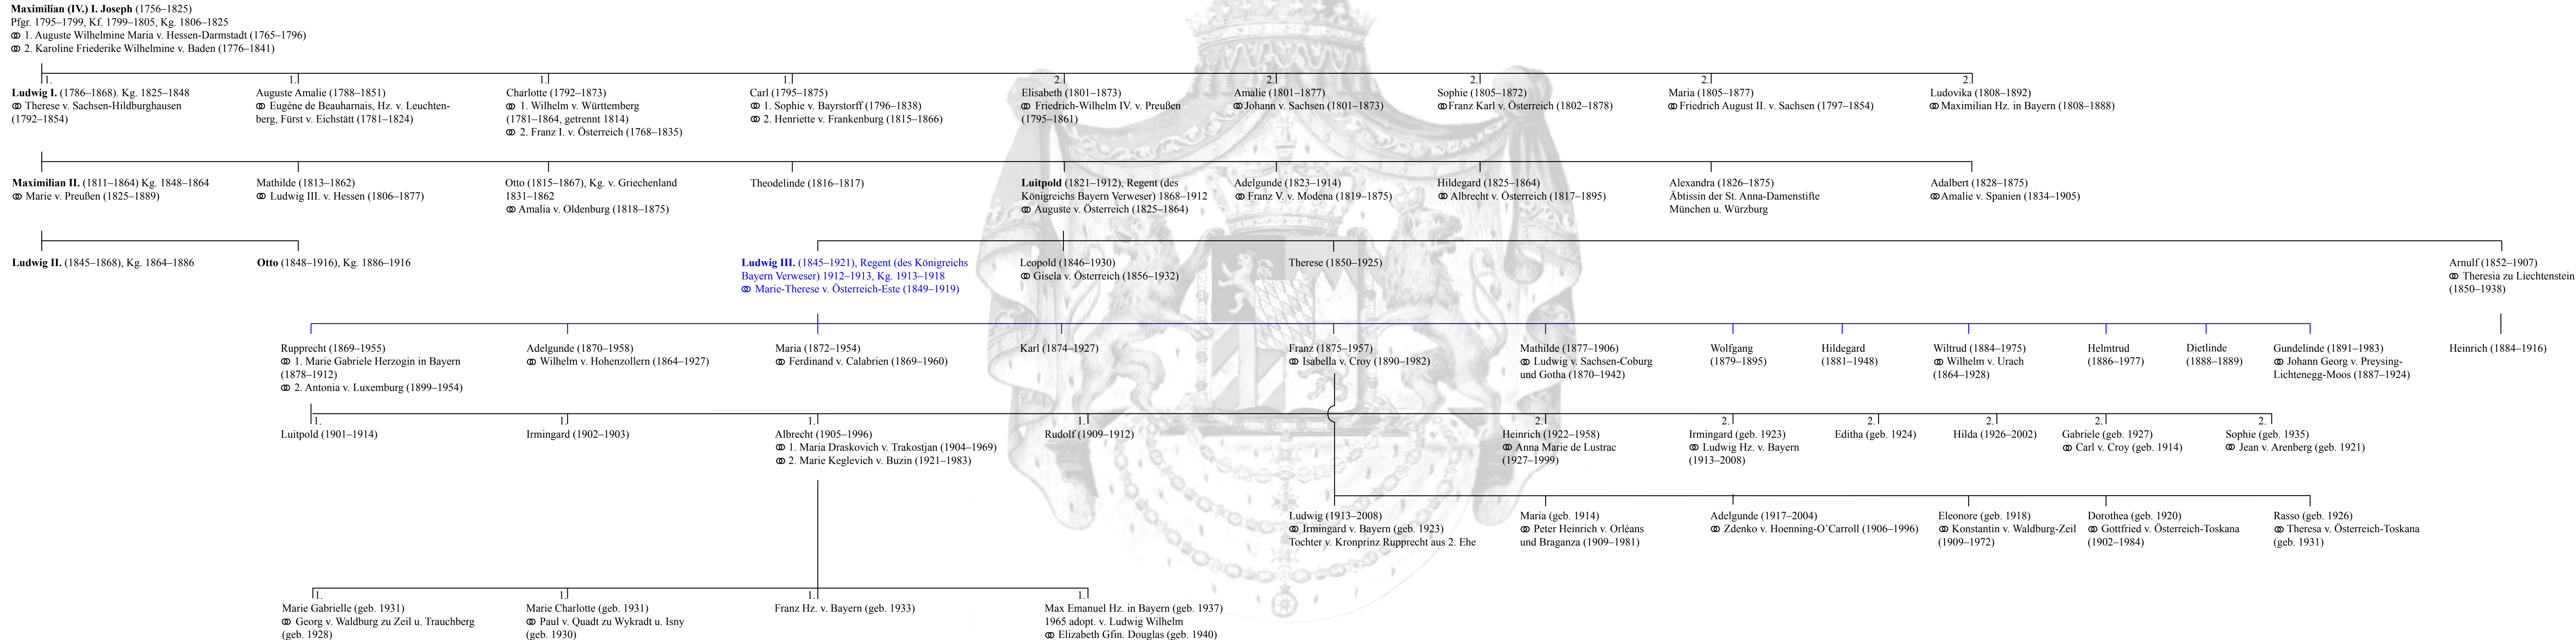 Maximilian (IV.) I. Joseph (1756–1825)
Pfgr. 1795–1799, Kf. 1799–1805, Kg. 1806–1825
⚭ 1. Auguste Wilhelmine Maria v. Hessen-Darmstadt (1765–1796)
⚭ 2. Karoline Friederike Wilhelmine v. Baden (1776–1841)
1.
Ludwig I. (1786–1868). Kg. 1825–1848
⚭ Therese v. Sachsen-Hildburghausen
(1792–1854)
1.
Auguste Amalie (1788–1851)
⚭ Eugène de Beauharnais, Hz. v. Leuchten-
berg, Fürst v. Eichstätt (1781–1824)
1.
Charlotte (1792–1873)
⚭ 1. Wilhelm v. Württemberg
(1781–1864, getrennt 1814)
⚭ 2. Franz I. v. Österreich (1768–1835)
1.
Carl (1795–1875)
⚭ 1. Sophie v. Bayrstorff (1796–1838)
⚭ 2. Henriette v. Frankenburg (1815–1866)
2.
Elisabeth (1801–1873)
⚭ Friedrich-Wilhelm IV. v. Preußen
(1795–1861)
2.
Amalie (1801–1877)
⚭ Johann v. Sachsen (1801–1873)
2.
Sophie (1805–1872)
⚭ Franz Karl v. Österreich (1802–1878)
2.
Maria (1805–1877)
⚭ Friedrich August II. v. Sachsen (1797–1854)
2.
Ludovika (1808–1892)
⚭ Maximilian Hz. in Bayern (1808–1888)
Maximilian II. (1811–1864) Kg. 1848–1864
⚭ Marie v. Preußen (1825–1889)
Mathilde (1813–1862)
⚭ Ludwig III. v. Hessen (1806–1877)
Otto (1815–1867), Kg. v. Griechenland
1831–1862
⚭ Amalia v. Oldenburg (1818–1875)
Theodelinde (1816–1817)
Luitpold (1821–1912), Regent (des
Königreichs Bayern Verweser) 1868–1912
⚭ Auguste v. Österreich (1825–1864)
Adelgunde (1823–1914)
⚭ Franz V. v. Modena (1819–1875)
Hildegard (1825–1864)
⚭ Albrecht v. Österreich (1817–1895)
Alexandra (1826–1875)
Äbtissin der St. Anna-Damenstifte
München u. Würzburg
Adalbert (1828–1875)
⚭ Amalie v. Spanien (1834–1905)
Ludwig II. (1845–1868), Kg. 1864–1886
Otto (1848–1916), Kg. 1886–1916
Ludwig III. (1845–1921), Regent (des Königreichs
Bayern Verweser) 1912–1913, Kg. 1913–1918
⚭ Marie-Therese v. Österreich-Este (1849–1919)
Leopold (1846–1930)
⚭ Gisela v. Österreich (1856–1932)
Therese (1850–1925)
Arnulf (1852–1907)
⚭ Theresia zu Liechtenstein
(1850–1938)
Rupprecht (1869–1955)
⚭ 1. Marie Gabriele Herzogin in Bayern
(1878–1912)
⚭ 2. Antonia v. Luxemburg (1899–1954)
Adelgunde (1870–1958)
⚭ Wilhelm v. Hohenzollern (1864–1927)
Maria (1872–1954)
⚭ Ferdinand v. Calabrien (1869–1960)
Karl (1874–1927)
Franz (1875–1957)
⚭ Isabella v. Croy (1890–1982)
Mathilde (1877–1906)
⚭ Ludwig v. Sachsen-Coburg
und Gotha (1870–1942)
Wolfgang
(1879–1895)
Hildegard
(1881–1948)
Wiltrud (1884–1975)
⚭ Wilhelm v. Urach
(1864–1928)
Helmtrud
(1886–1977)
Dietlinde
(1888–1889)
Gundelinde (1891–1983)
⚭ Johann Georg v. Preysing-
Lichtenegg-Moos (1887–1924)
Heinrich (1884–1916)
1.
Luitpold (1901–1914)
1.
Irmingard (1902–1903)
1.
Albrecht (1905–1996)
⚭ 1. Maria Draskovich v. Trakostjan (1904–1969)
⚭ 2. Marie Keglevich v. Buzin (1921–1983)
1.
Rudolf (1909–1912)
2.
Heinrich (1922–1958)
⚭ Anna Marie de Lustrac
(1927–1999)
2.
Irmingard (geb. 1923)
⚭ Ludwig Hz. v. Bayern
(1913–2008)
2.
Editha (geb. 1924)
2.
Hilda (1926–2002)
2.
Gabriele (geb. 1927)
⚭ Carl v. Croy (geb. 1914)
2.
Sophie (geb. 1935)
⚭ Jean v. Arenberg (geb. 1921)
Ludwig (1913–2008)
⚭ Irmingard v. Bayern (geb. 1923)
Tochter v. Kronprinz Rupprecht aus 2. Ehe
Maria (geb. 1914)
⚭ Peter Heinrich v. Orléans
und Braganza (1909–1981)
Adelgunde (1917–2004)
⚭ Zdenko v. Hoenning-O’Carroll (1906–1996)
Eleonore (geb. 1918)
⚭ Konstantin v. Waldburg-Zeil
(1909–1972)
Dorothea (geb. 1920)
⚭ Gottfried v. Österreich-Toskana
(1902–1984)
Rasso (geb. 1926)
⚭ Theresa v. Österreich-Toskana
(geb. 1931)
1.
Marie Gabrielle (geb. 1931)
⚭ Georg v. Waldburg zu Zeil u. Trauchberg
(geb. 1928)
1.
Marie Charlotte (geb. 1931)
⚭ Paul v. Quadt zu Wykradt u. Isny
(geb. 1930)
1.
Franz Hz. v. Bayern (geb. 1933)
1.
Max Emanuel Hz. in Bayern (geb. 1937)
1965 adopt. v. Ludwig Wilhelm
⚭ Elizabeth Gfin. Douglas (geb. 1940)